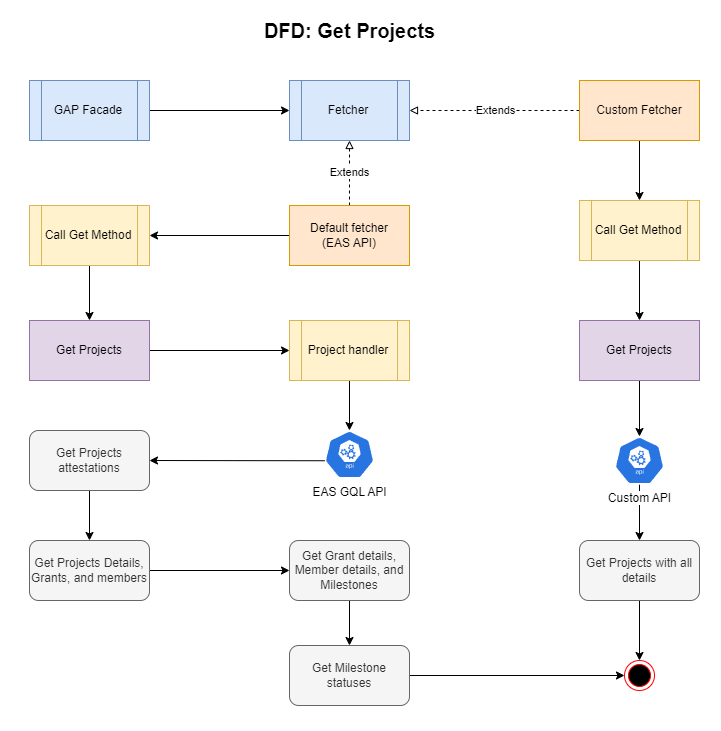 DFD: Get Projects
GAP Facade
Fetcher
Extends
Custom Fetcher
Extends
Call Get Method
Default fetcher
(EAS API)
Call Get Method
Get Projects
Project handler
Get Projects
api
EAS GQL API
api
Custom API
Get Projects
attestations
Get Projects Details,
Grants, and members
Get Grant details,
Member details, and
Milestones
Get Projects with all
details
Get Milestone
statuses